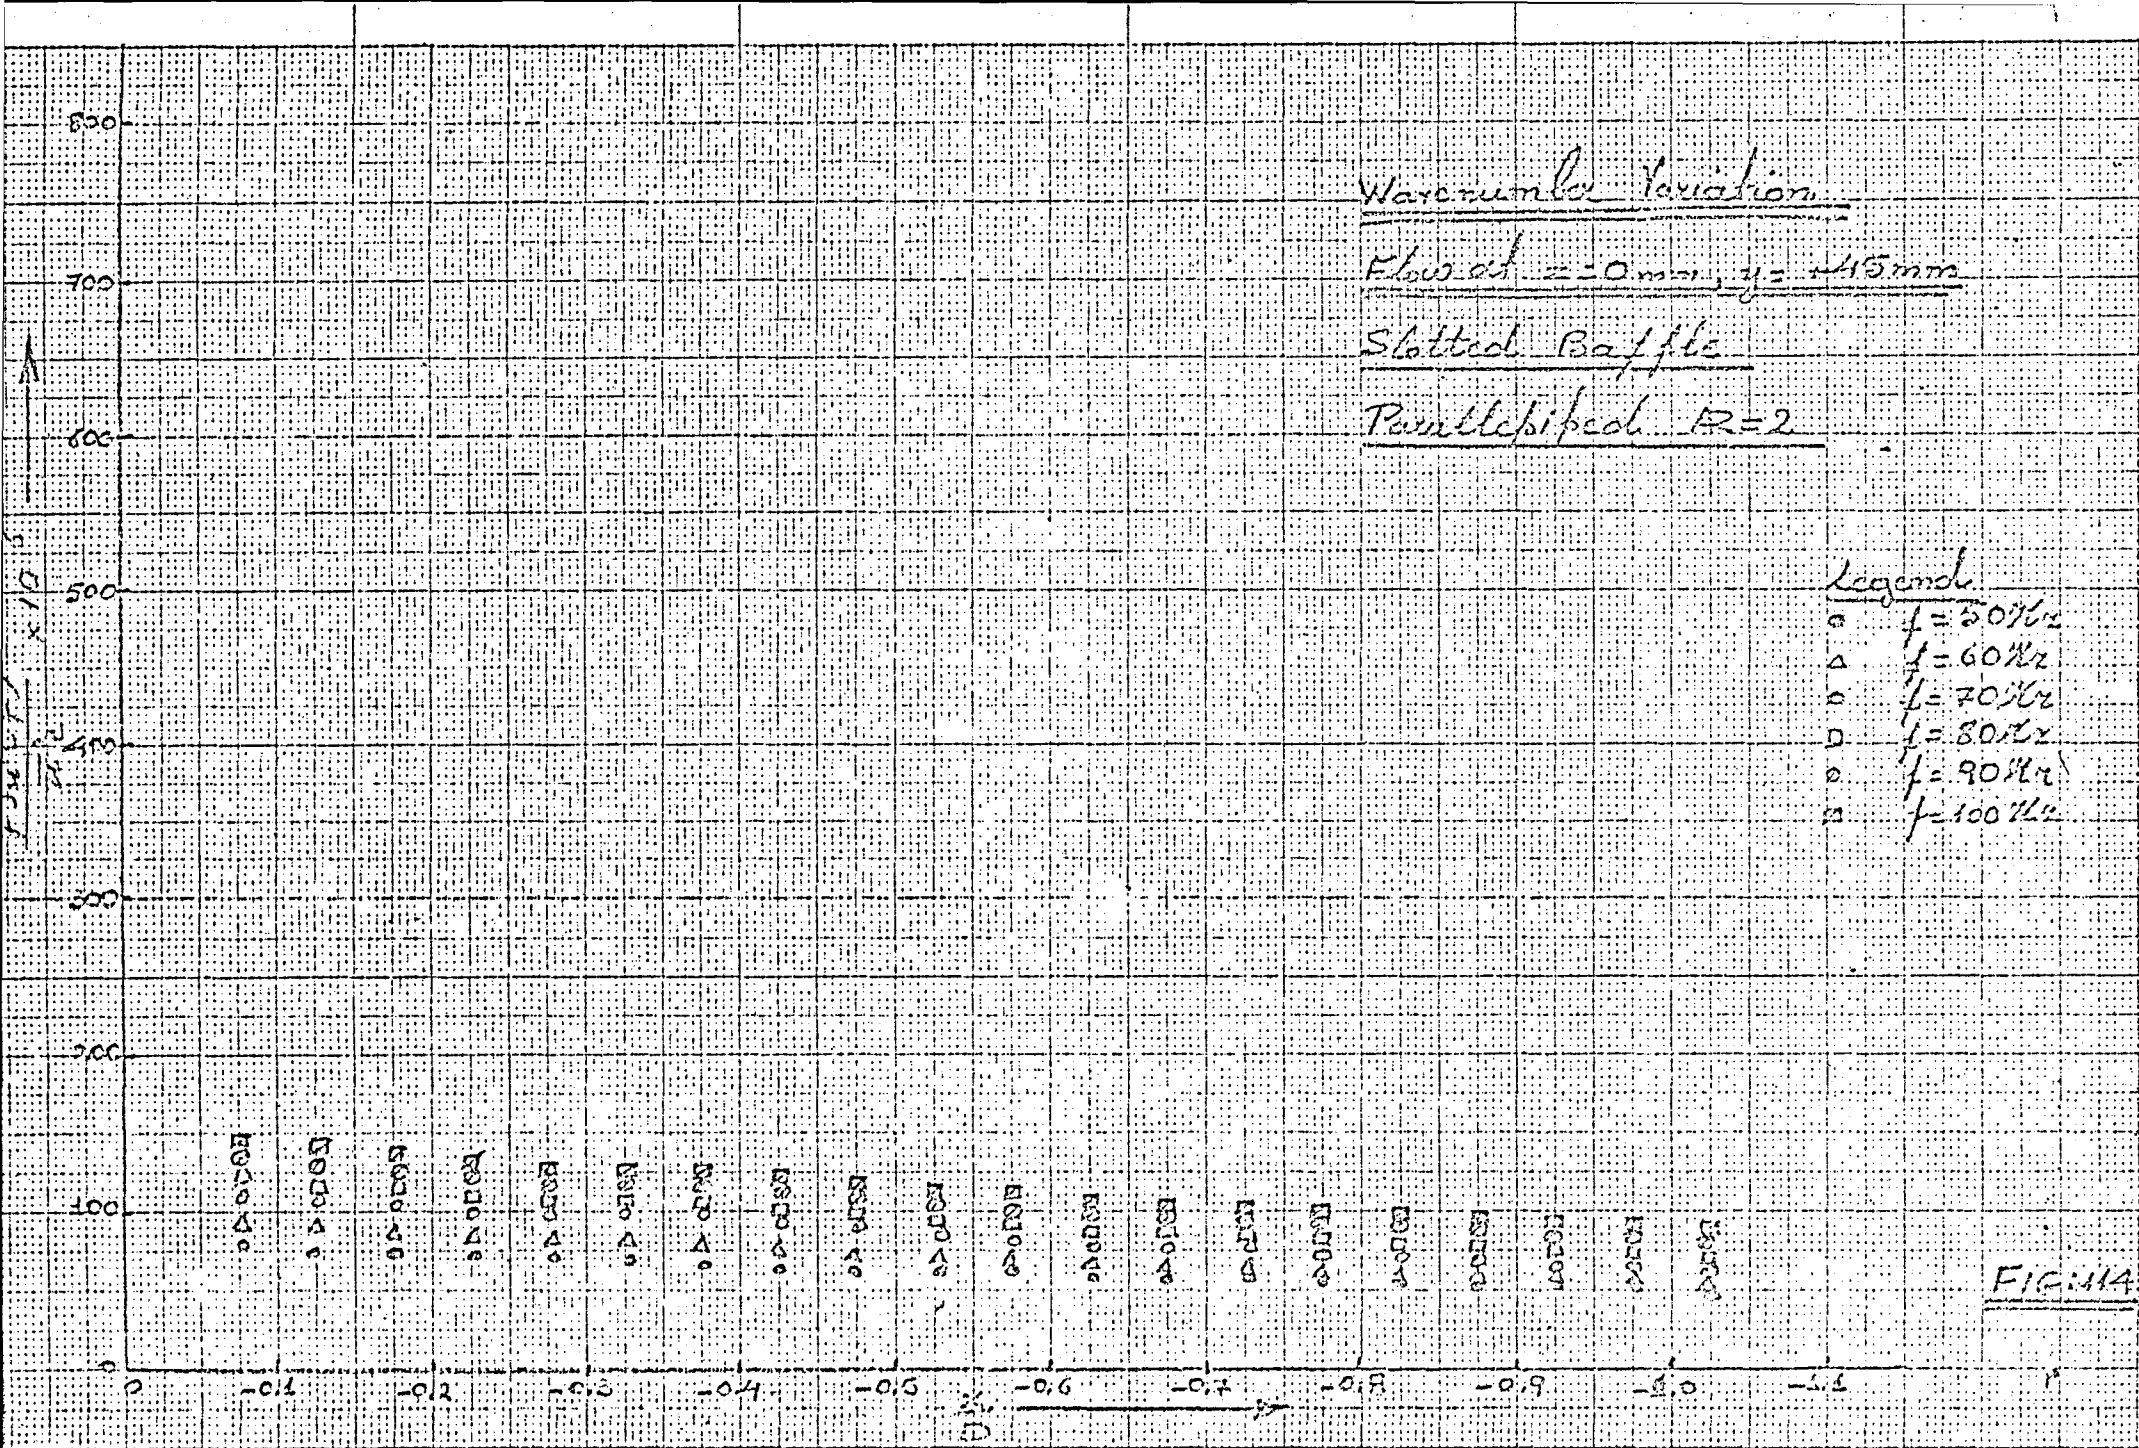 Wavenumber Variation
Flow at z=0mm, y=+45mm
Slotted Baffle
Parallepiped R=2
Legend
f=50Hz
f=60Hz
f=70Hz
f=80Hz
f=90Hz
f=100Hz
800
700
600
500
400
300
200
100
0
x10⁵
0 -0.1 -0.2 -0.3 -0.4 -0.5 -0.6 -0.7 -0.8 -0.9 -1.0 -1.1
FIG:114